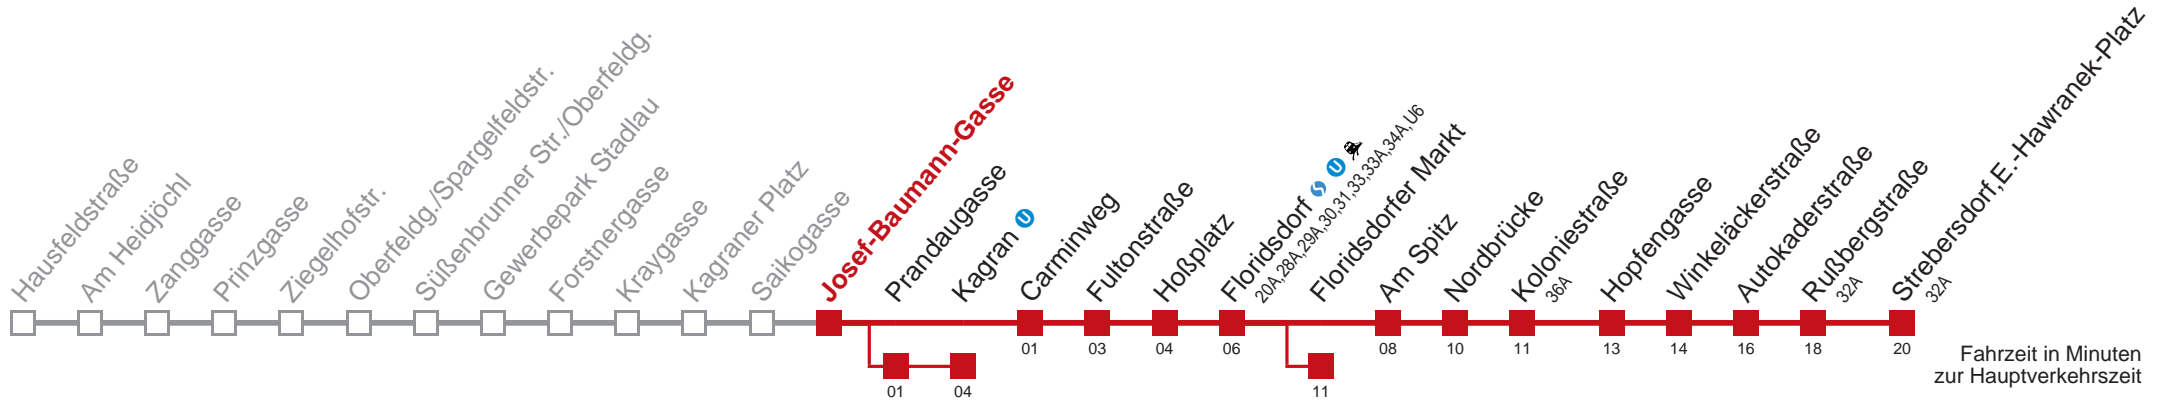 Hausfeldstraße
Am Heidjöchl
Zanggasse
Prinzgasse
Ziegelhofstr.
Oberfeldg./Spargelfeldstr.
Süßenbrunner Str./Oberfeldg.
Gewerbepark Stadlau
Forstnergasse
Kraygasse
Kagraner Platz
Saikogasse
Josef-Baumann-Gasse
Prandaugasse
Kagran U
Carminweg
Fultonstraße
Hoßplatz
Floridsdorf S U
20A,28A,29A,30,31,33,33A,34A,U6
Floridsdorfer Markt
Am Spitz
Nordbrücke
Koloniestraße
36A
Hopfengasse
Winkeläckerstraße
Autokaderstraße
Rußbergstraße
32A
Strebersdorf,E.-Hawranek-Platz
32A
01 03 04 06 08 10 11 13 14 16 18 20
01 04 11
Fahrzeit in Minuten
zur Hauptverkehrszeit